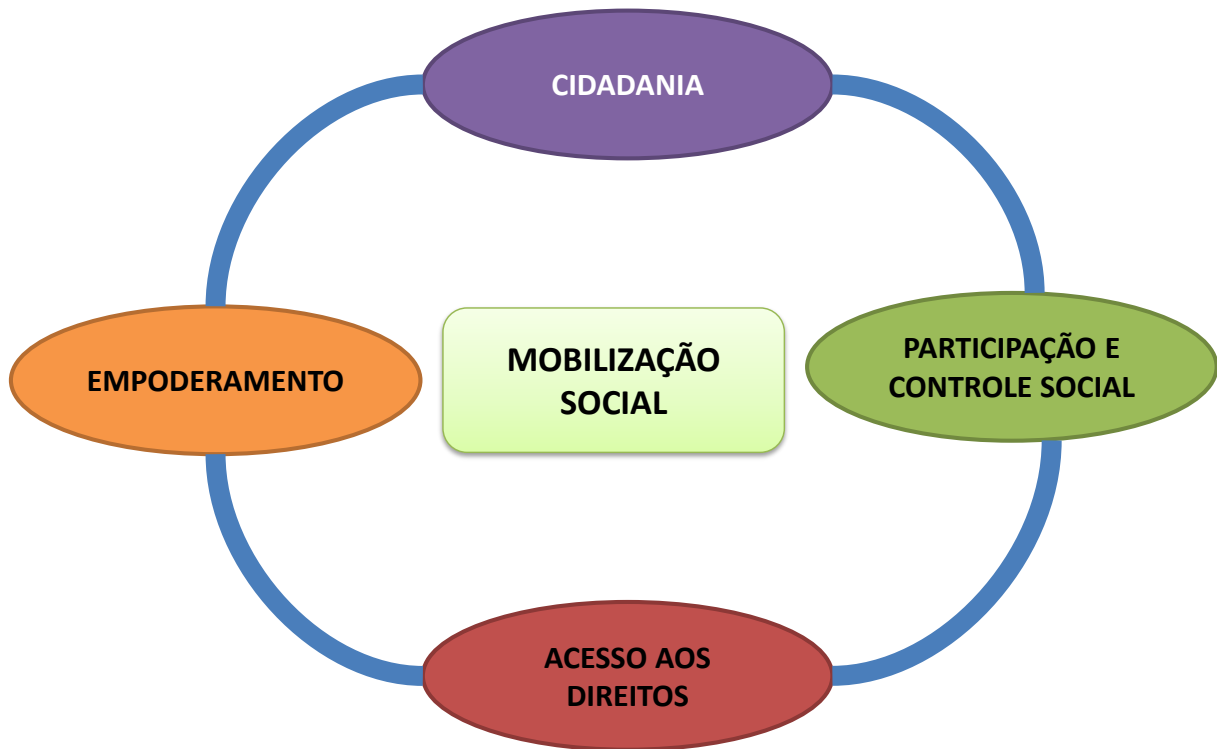 CIDADANIA
EMPODERAMENTO
MOBILIZAÇÃO
SOCIAL
PARTICIPAÇÃO E
CONTROLE SOCIAL
ACESSO AOS
DIREITOS